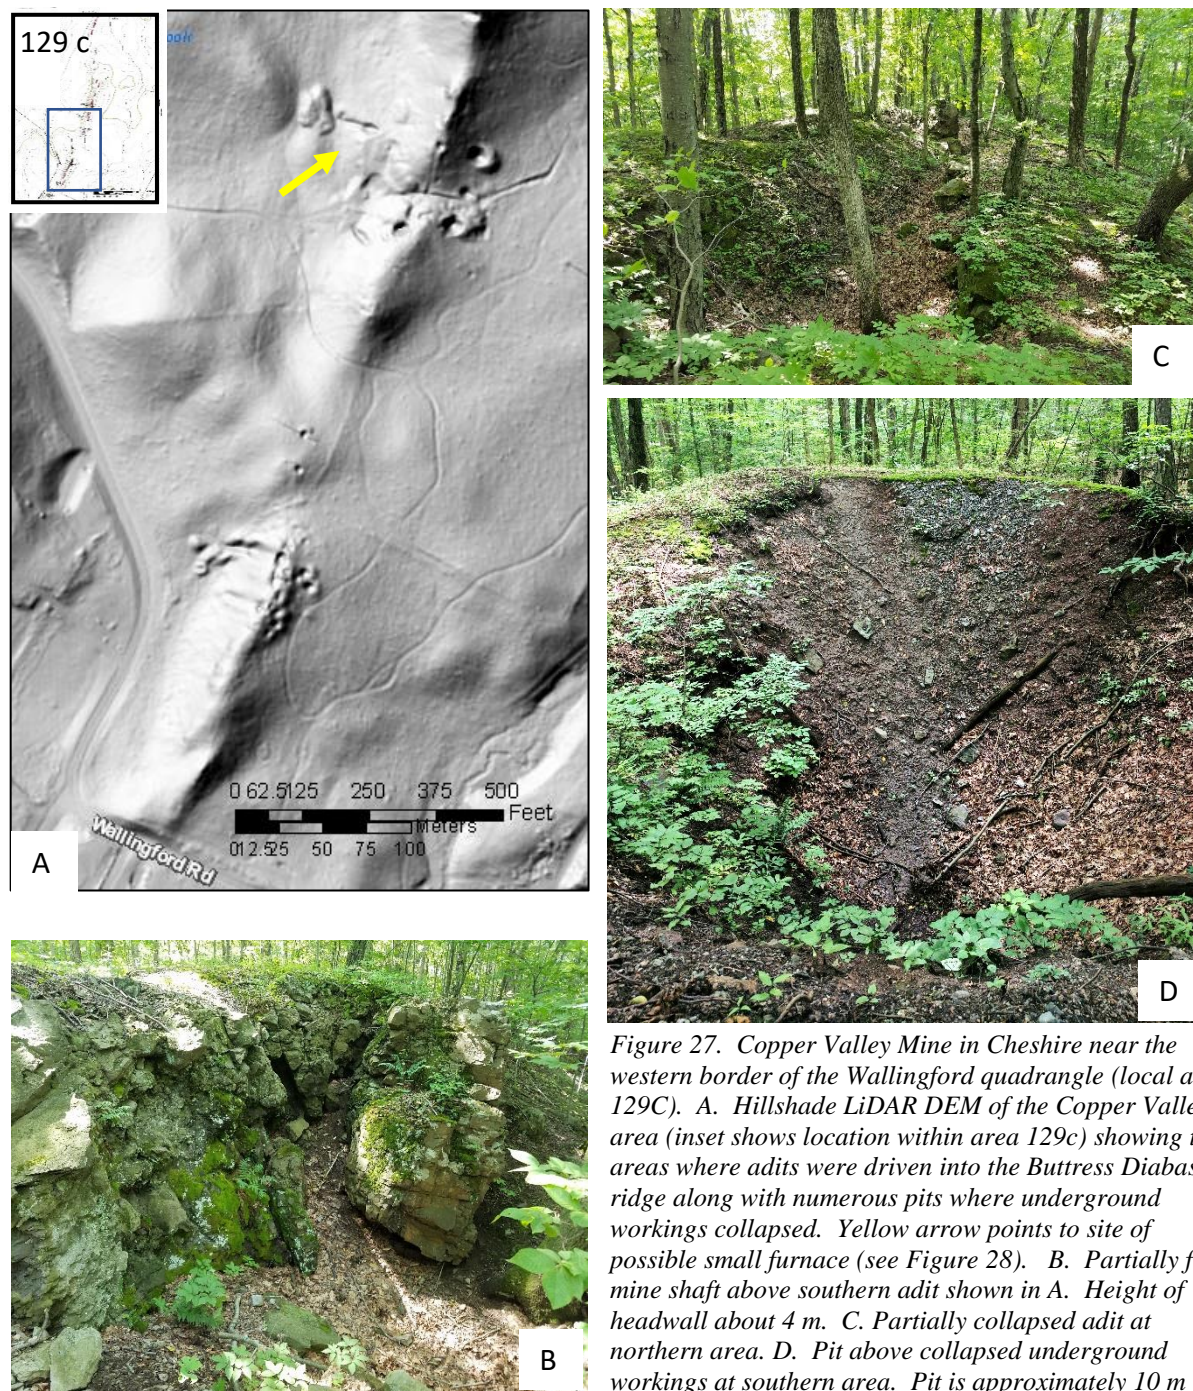 129 c
Wallingford Rd
0 62.5125 250 375 500
Feet
Meters
012.525 50 75 100
A
B
C
D
Figure 27. Copper Valley Mine in Cheshire near the
western border of the Wallingford quadrangle (local a
129C). A. Hillshade LiDAR DEM of the Copper Valle
area (inset shows location within area 129c) showing
areas where adits were driven into the Buttress Diabas
ridge along with numerous pits where underground
workings collapsed. Yellow arrow points to site of
possible small furnace (see Figure 28). B. Partially f
mine shaft above southern adit shown in A. Height of
headwall about 4 m. C. Partially collapsed adit at
northern area. D. Pit above collapsed underground
workings at southern area. Pit is approximately 10 m